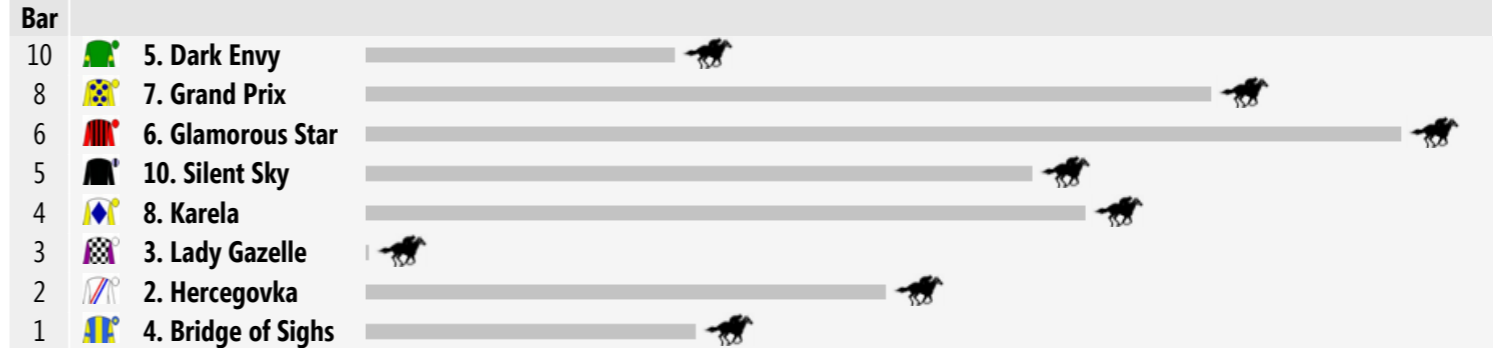 Bar
10 5. Dark Envy
8 7. Grand Prix
6 6. Glamorous Star
5 10. Silent Sky
4 8. Karela
3 3. Lady Gazelle
2 2. Hercegovka
1 4. Bridge of Sighs